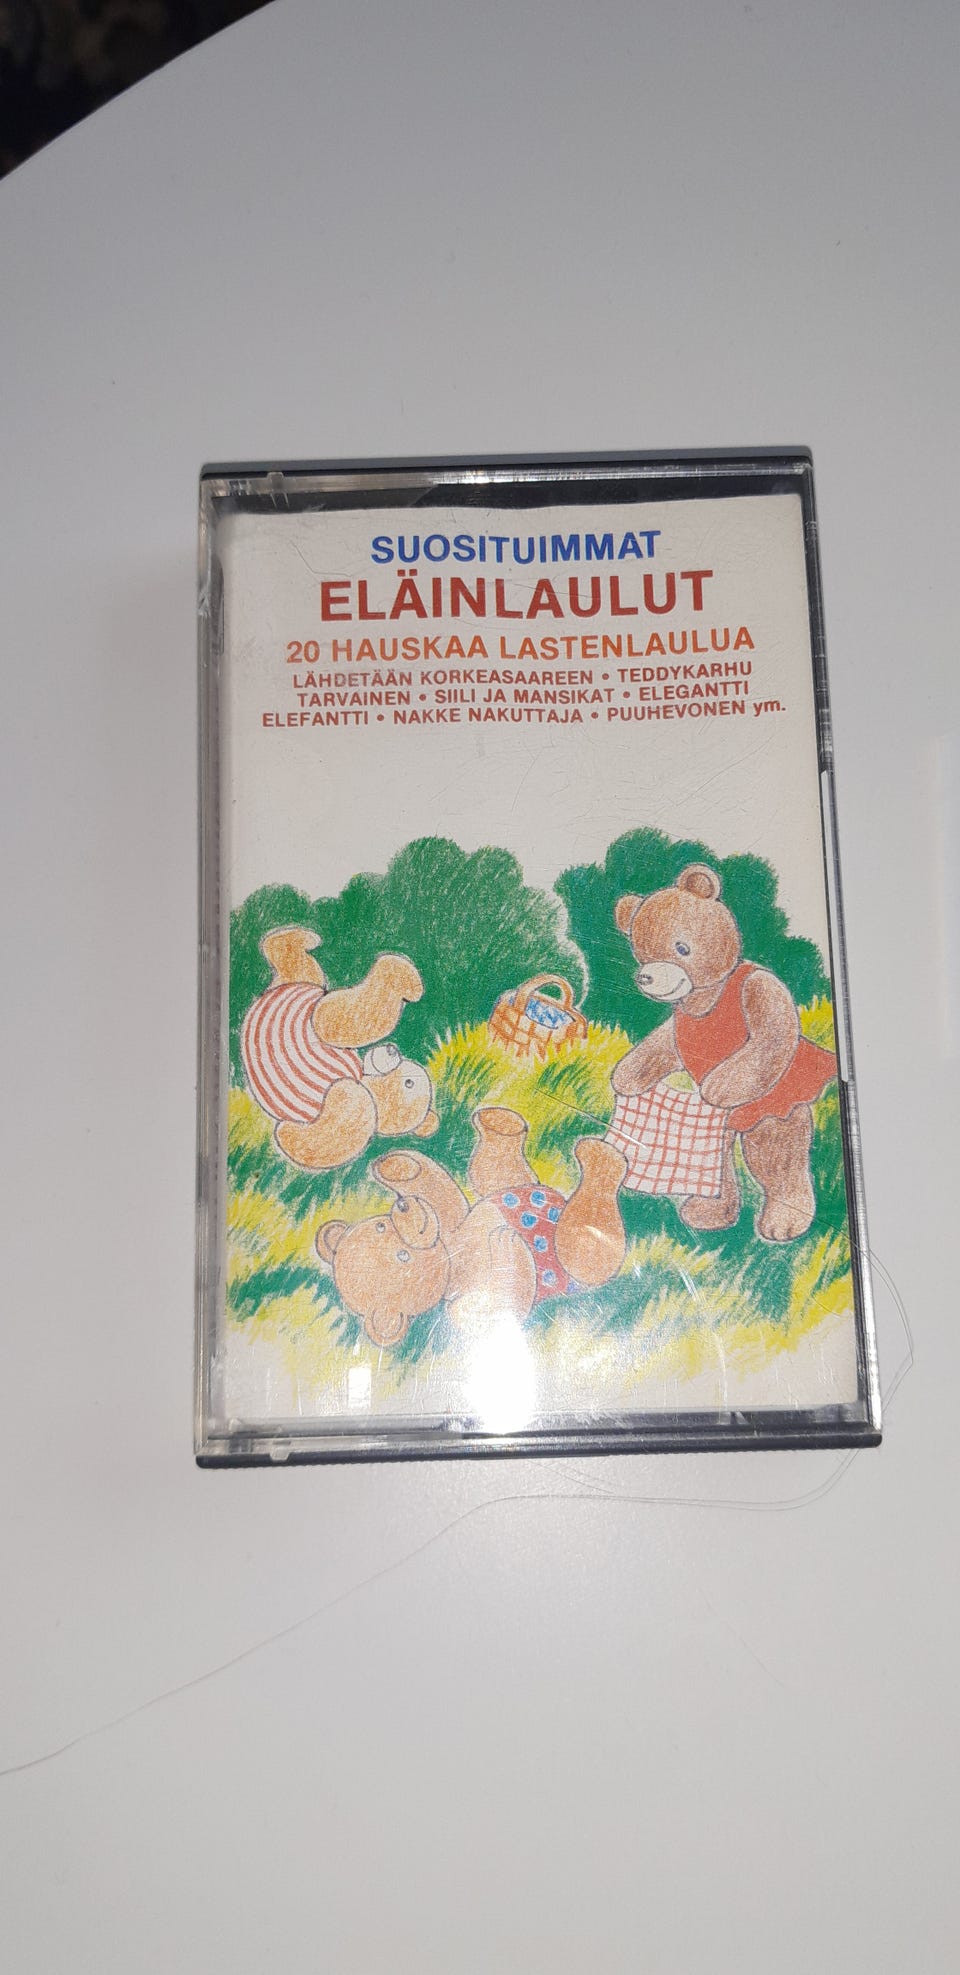 SUOSITUIMMAT
ELÄINLAULUT
20 HAUSKAA LASTENLAULUA
LÄHDETÄÄN KORKEASAAREEN • TEDDYKARHU
TARVAINEN • SIILI JA MANSIKAT • ELEGANTTI
ELEFANTTI • NAKKE NAKUTTAJA • PUUHEVONEN ym.